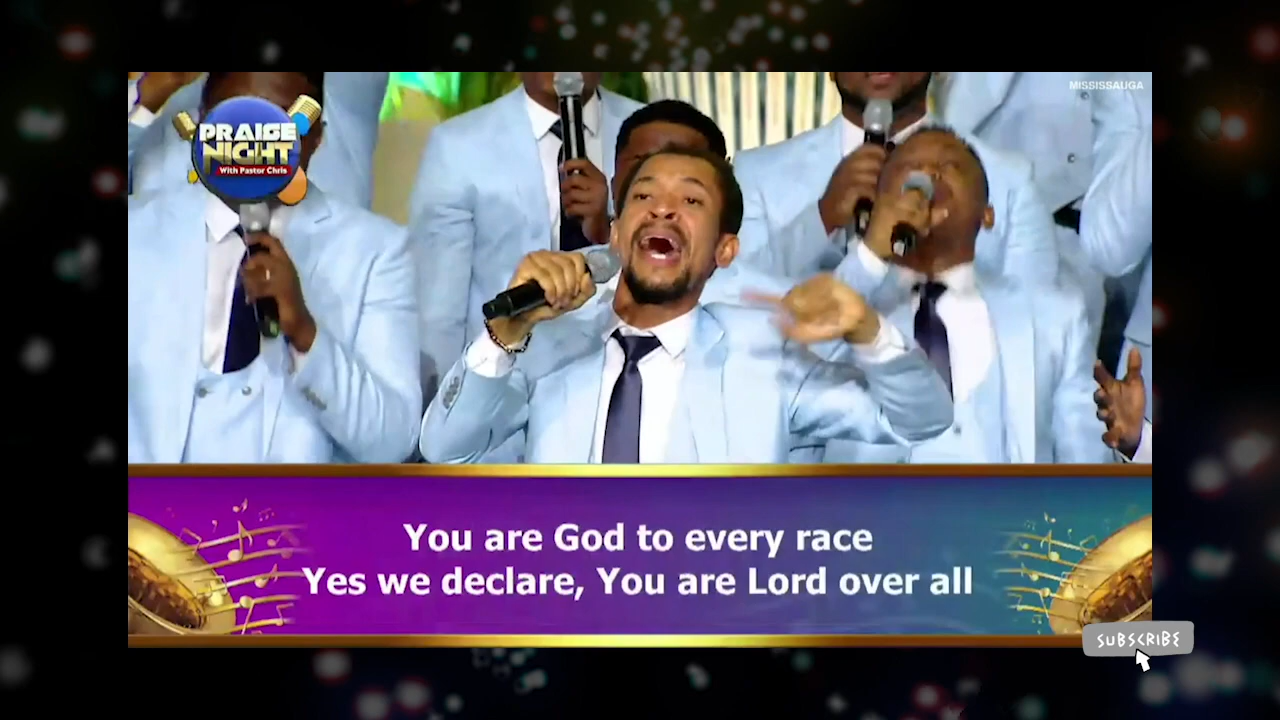 MISSISSAUGA
PRAISE
NIGHT
With Pastor Chris
You are God to every race
Yes we declare, You are Lord over all
SUBSCRIBE